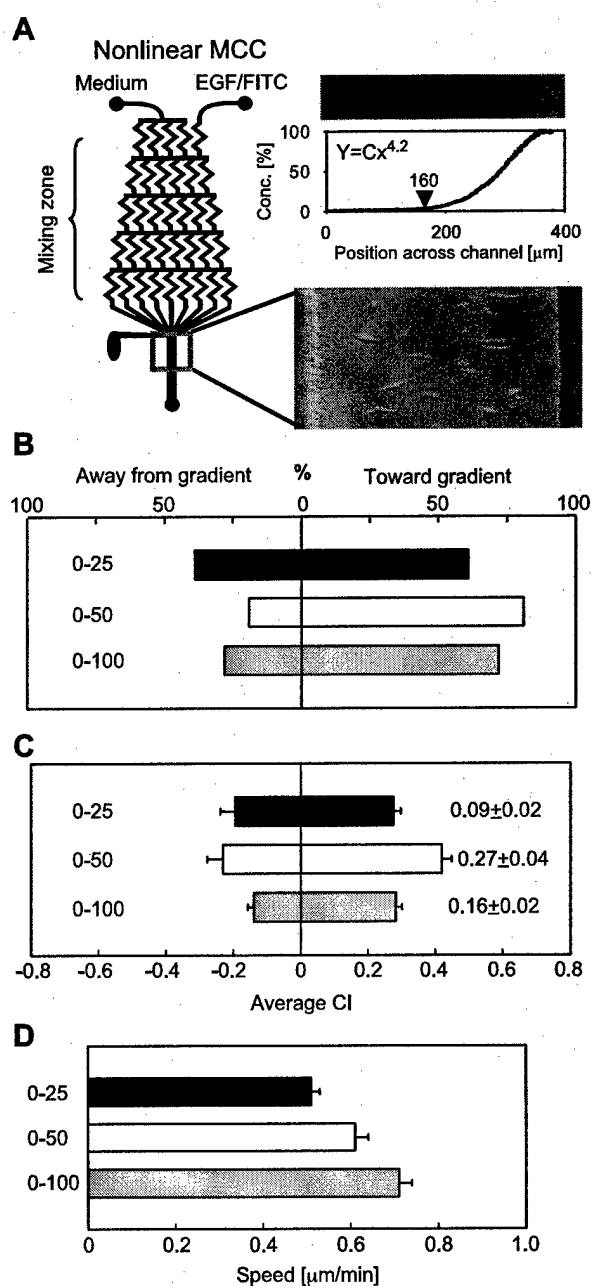 A
Nonlinear MCC
Medium
EGF/FITC
Mixing zone
Conc. [%]
100
50
0
Y=Cx4.2
160
0
200
400
Position across channel [µm]
B
Away from gradient
%
Toward gradient
100
50
0
50
100
0-25
0-50
0-100
C
0-25
0.09±0.02
0-50
0.27±0.04
0-100
0.16±0.02
-0.8
-0.6
-0.4
-0.2
0
0.2
0.4
0.6
0.8
Average CI
D
0-25
0-50
0-100
0
0.2
0.4
0.6
0.8
1.0
Speed [µm/min]